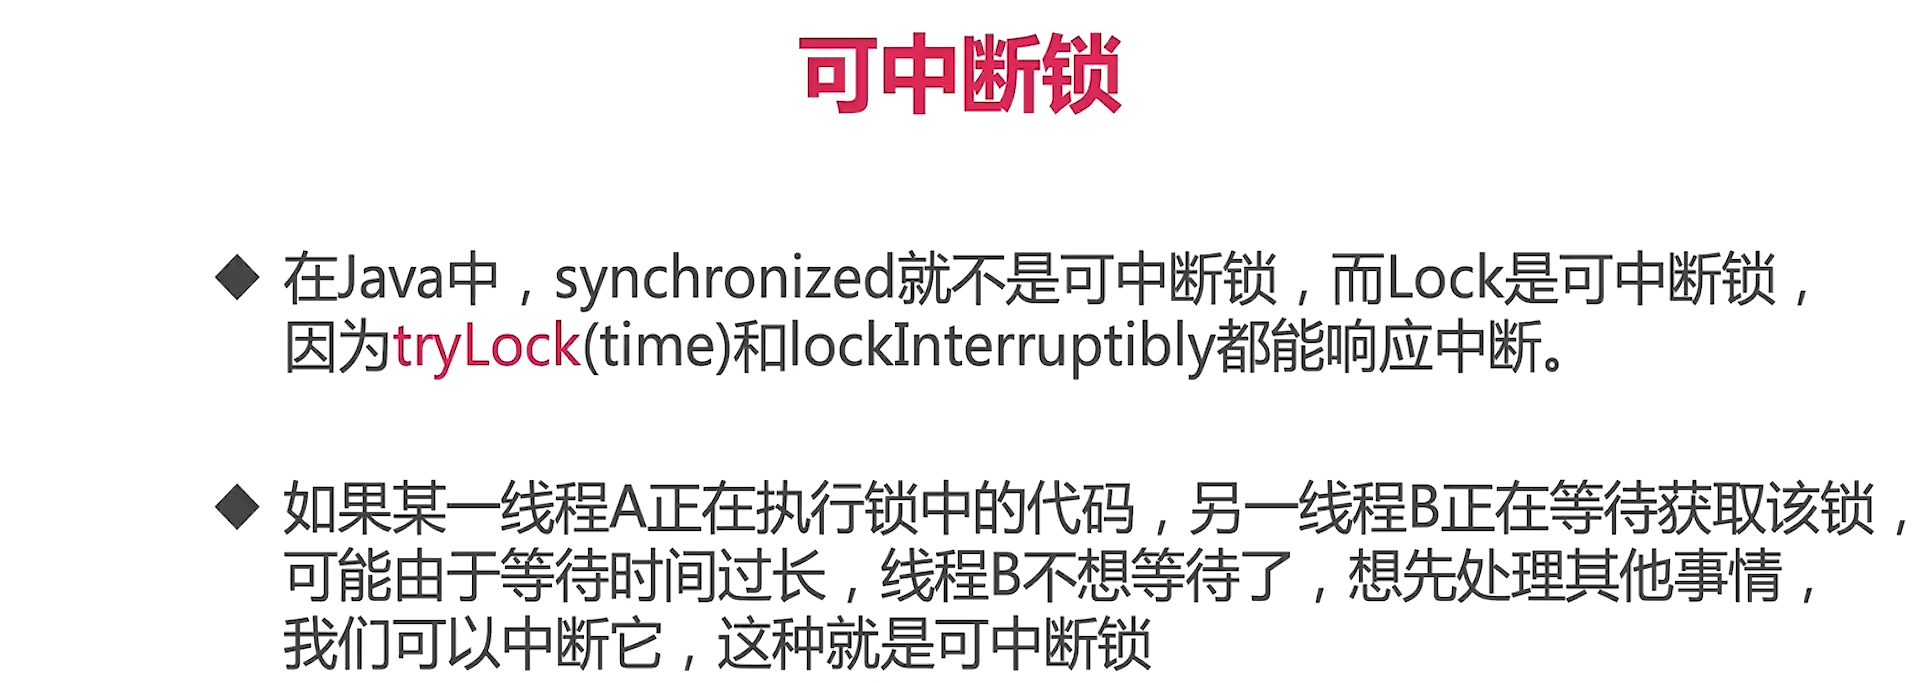 可中断锁
◆ 在Java中，synchronized就不是可中断锁，而Lock是可中断锁，
因为tryLock(time)和lockInterruptibly都能响应中断。
◆ 如果某一线程A正在执行锁中的代码，另一线程B正在等待获取该锁，
可能由于等待时间过长，线程B不想等待了，想先处理其他事情，
我们可以中断它，这种就是可中断锁